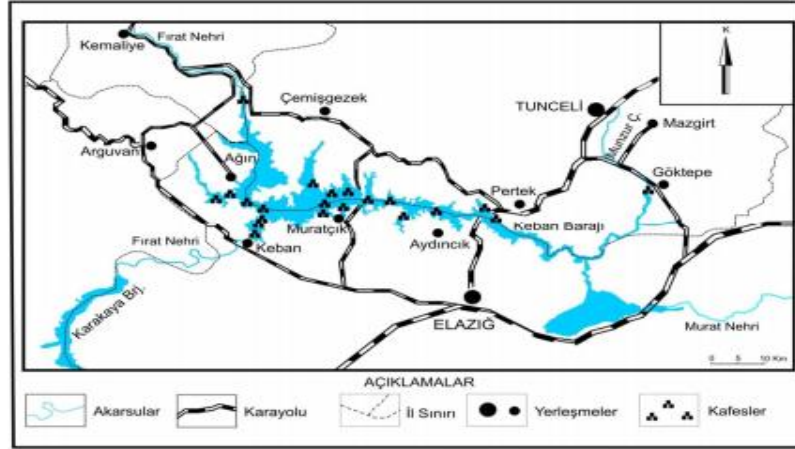 Fırat Nehri
K
Kemaliye
Çemişgezek
TUNCELİ
Mazgirt
Munzur Ç.
Arguvan
Ağın
Göktepe
Pertek
Muratçık
Keban Barajı
Fırat Nehri
Keban
Aydıncık
Karakaya Brj.
ELAZIĞ
Murat Nehri
0 5 10 Km
AÇIKLAMALAR
Akarsular
Karayolu
İl Sınırı
Yerleşmeler
Kafesler